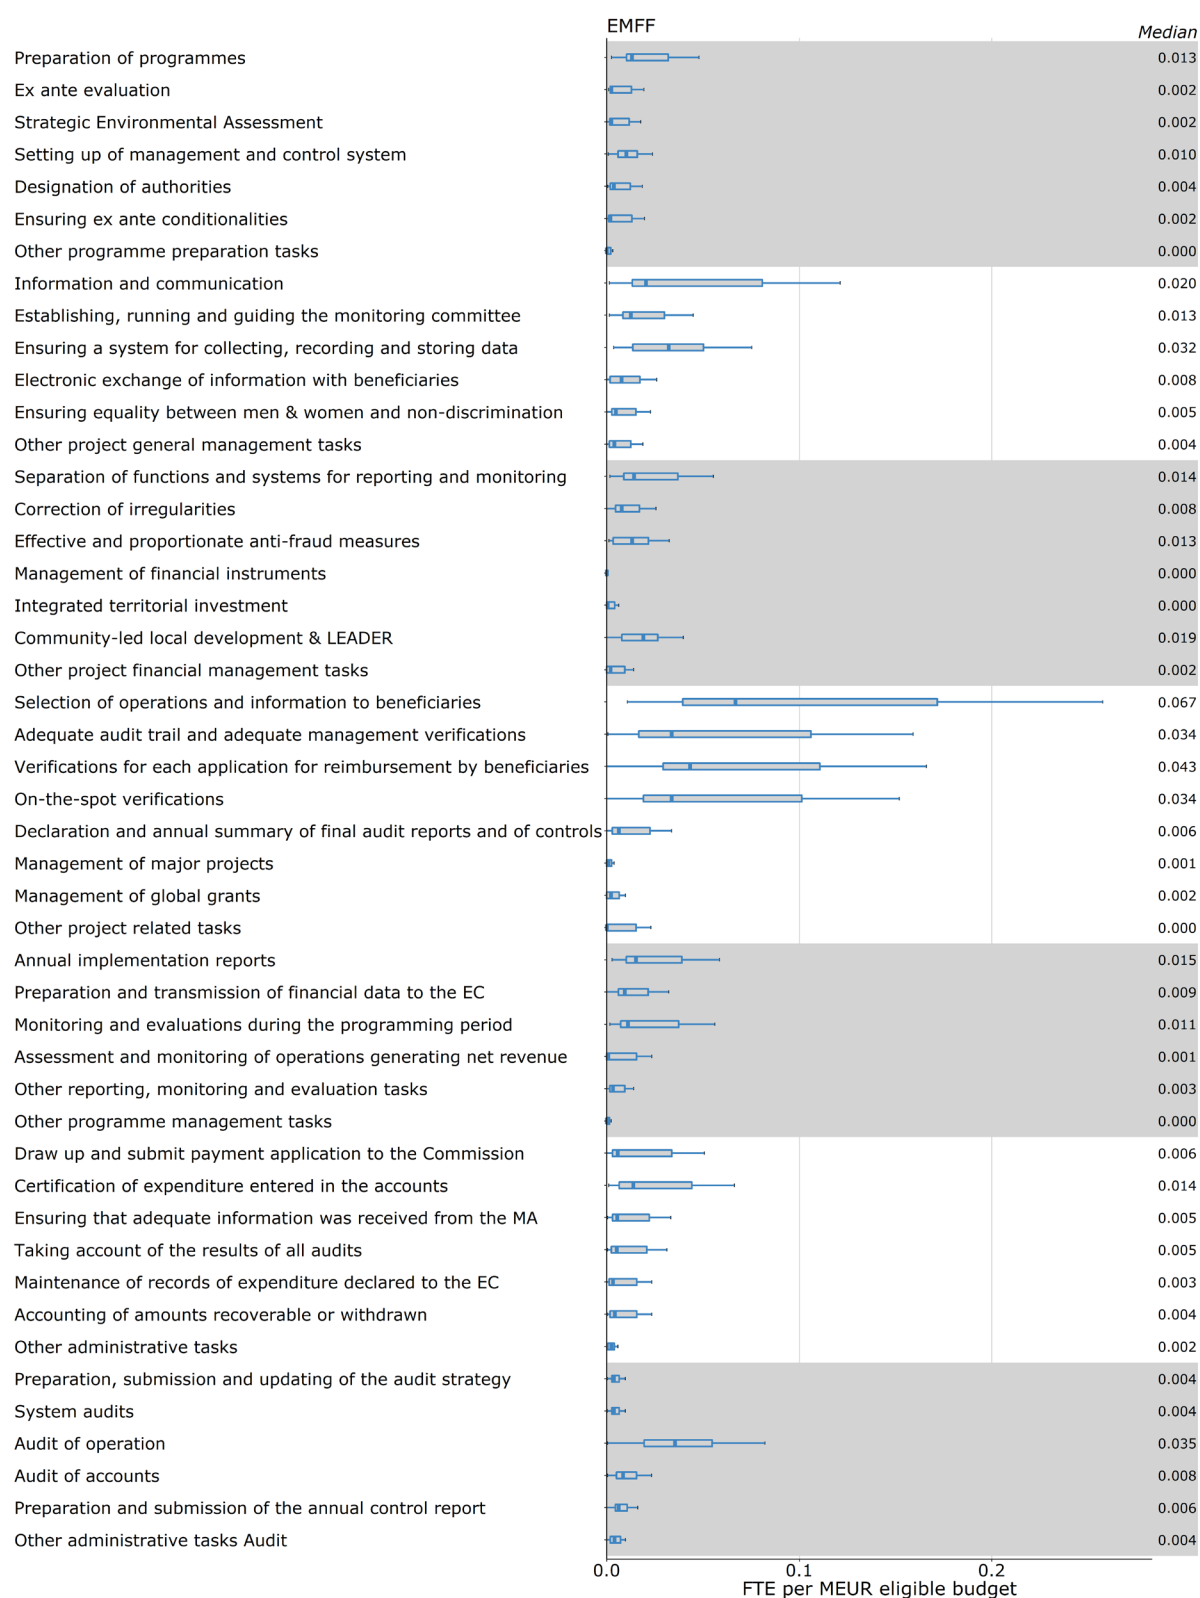 EMFF
Median
Preparation of programmes 0.013
Ex ante evaluation 0.002
Strategic Environmental Assessment 0.002
Setting up of management and control system 0.010
Designation of authorities 0.004
Ensuring ex ante conditionalities 0.002
Other programme preparation tasks 0.000
Information and communication 0.020
Establishing, running and guiding the monitoring committee 0.013
Ensuring a system for collecting, recording and storing data 0.032
Electronic exchange of information with beneficiaries 0.008
Ensuring equality between men & women and non-discrimination 0.005
Other project general management tasks 0.004
Separation of functions and systems for reporting and monitoring 0.014
Correction of irregularities 0.008
Effective and proportionate anti-fraud measures 0.013
Management of financial instruments 0.000
Integrated territorial investment 0.000
Community-led local development & LEADER 0.019
Other project financial management tasks 0.002
Selection of operations and information to beneficiaries 0.067
Adequate audit trail and adequate management verifications 0.034
Verifications for each application for reimbursement by beneficiaries 0.043
On-the-spot verifications 0.034
Declaration and annual summary of final audit reports and of controls 0.006
Management of major projects 0.001
Management of global grants 0.002
Other project related tasks 0.000
Annual implementation reports 0.015
Preparation and transmission of financial data to the EC 0.009
Monitoring and evaluations during the programming period 0.011
Assessment and monitoring of operations generating net revenue 0.001
Other reporting, monitoring and evaluation tasks 0.003
Other programme management tasks 0.000
Draw up and submit payment application to the Commission 0.006
Certification of expenditure entered in the accounts 0.014
Ensuring that adequate information was received from the MA 0.005
Taking account of the results of all audits 0.005
Maintenance of records of expenditure declared to the EC 0.003
Accounting of amounts recoverable or withdrawn 0.004
Other administrative tasks 0.002
Preparation, submission and updating of the audit strategy 0.004
System audits 0.004
Audit of operation 0.035
Audit of accounts 0.008
Preparation and submission of the annual control report 0.006
Other administrative tasks Audit 0.004
0.0 0.1 0.2
FTE per MEUR eligible budget